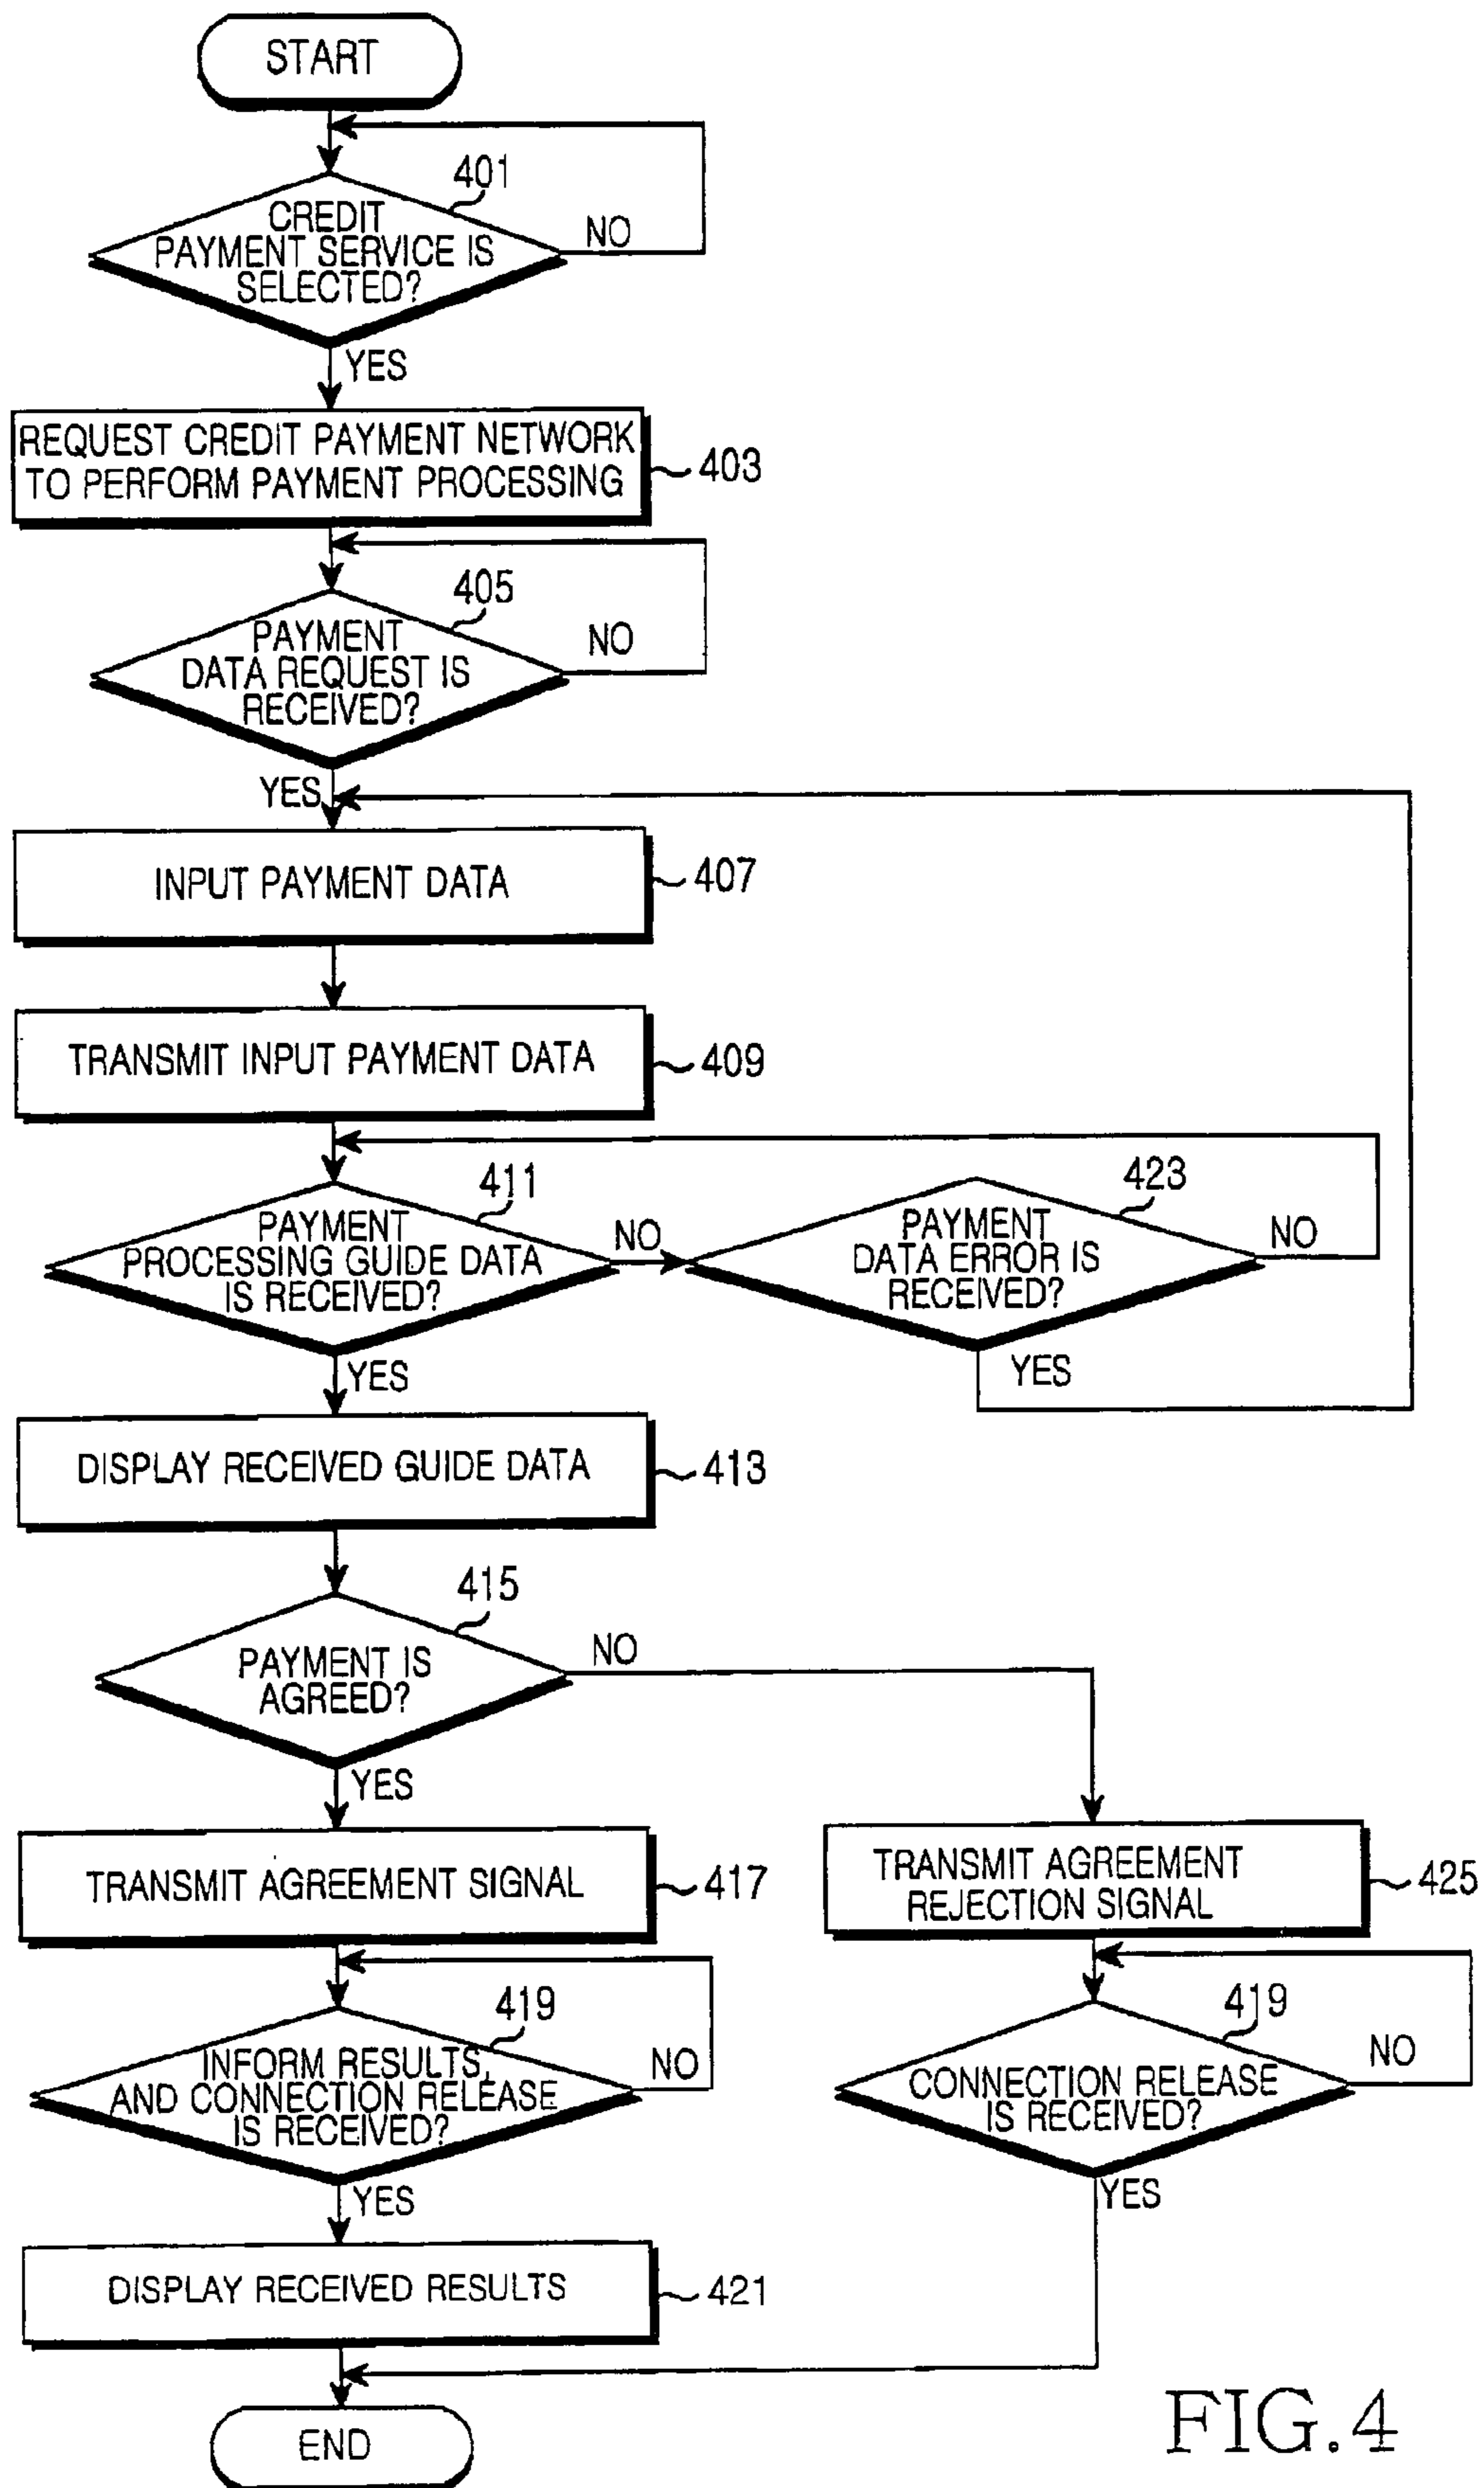 START
401
CREDIT
PAYMENT SERVICE IS
SELECTED?
NO
YES
REQUEST CREDIT PAYMENT NETWORK
TO PERFORM PAYMENT PROCESSING
403
405
PAYMENT
DATA REQUEST IS
RECEIVED?
NO
YES
INPUT PAYMENT DATA
407
TRANSMIT INPUT PAYMENT DATA
409
411
PAYMENT
PROCESSING GUIDE DATA
IS RECEIVED?
NO
423
PAYMENT
DATA ERROR IS
RECEIVED?
NO
YES
YES
DISPLAY RECEIVED GUIDE DATA
413
415
PAYMENT IS
AGREED?
NO
YES
TRANSMIT AGREEMENT SIGNAL
417
TRANSMIT AGREEMENT
REJECTION SIGNAL
425
419
INFORM RESULTS,
AND CONNECTION RELEASE
IS RECEIVED?
NO
419
CONNECTION RELEASE
IS RECEIVED?
NO
YES
YES
DISPLAY RECEIVED RESULTS
421
END
FIG.4